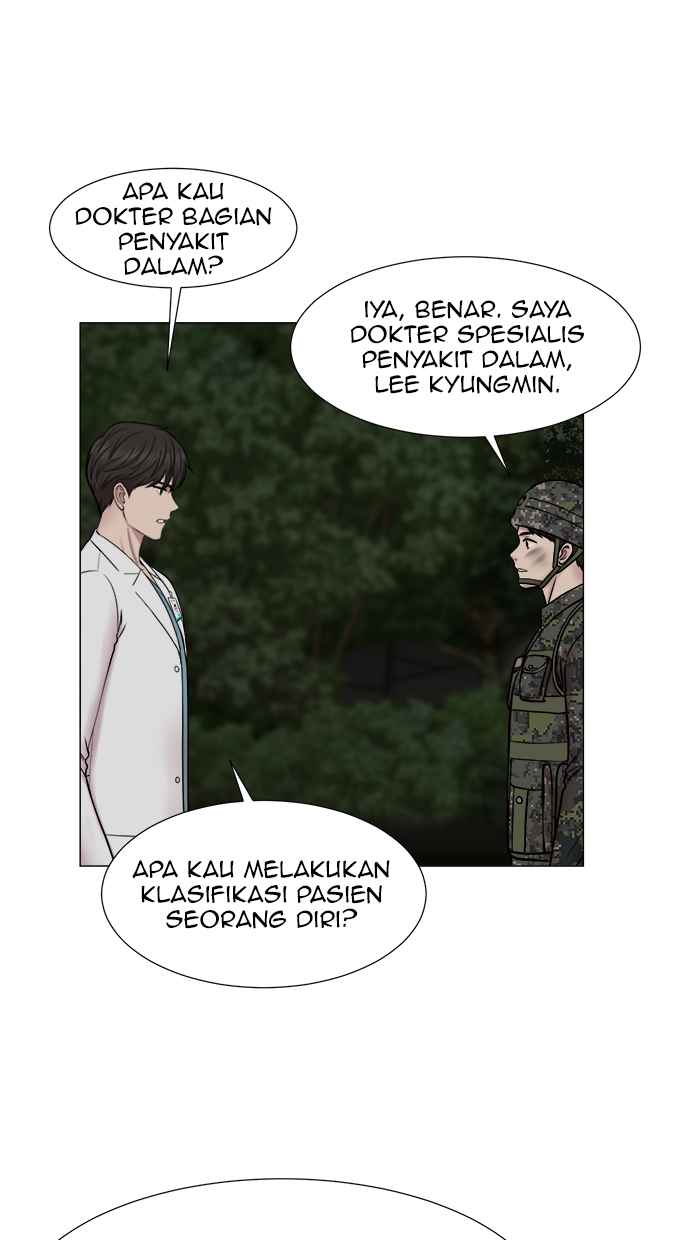 APA KAU
DOKTER BAGIAN
PENYAKIT
DALAM?
IYA, BENAR. SAYA
DOKTER SPESIALIS
PENYAKIT DALAM,
LEE KYUNGMIN.
APA KAU MELAKUKAN
KLASIFIKASI PASIEN
SEORANG DIRI?